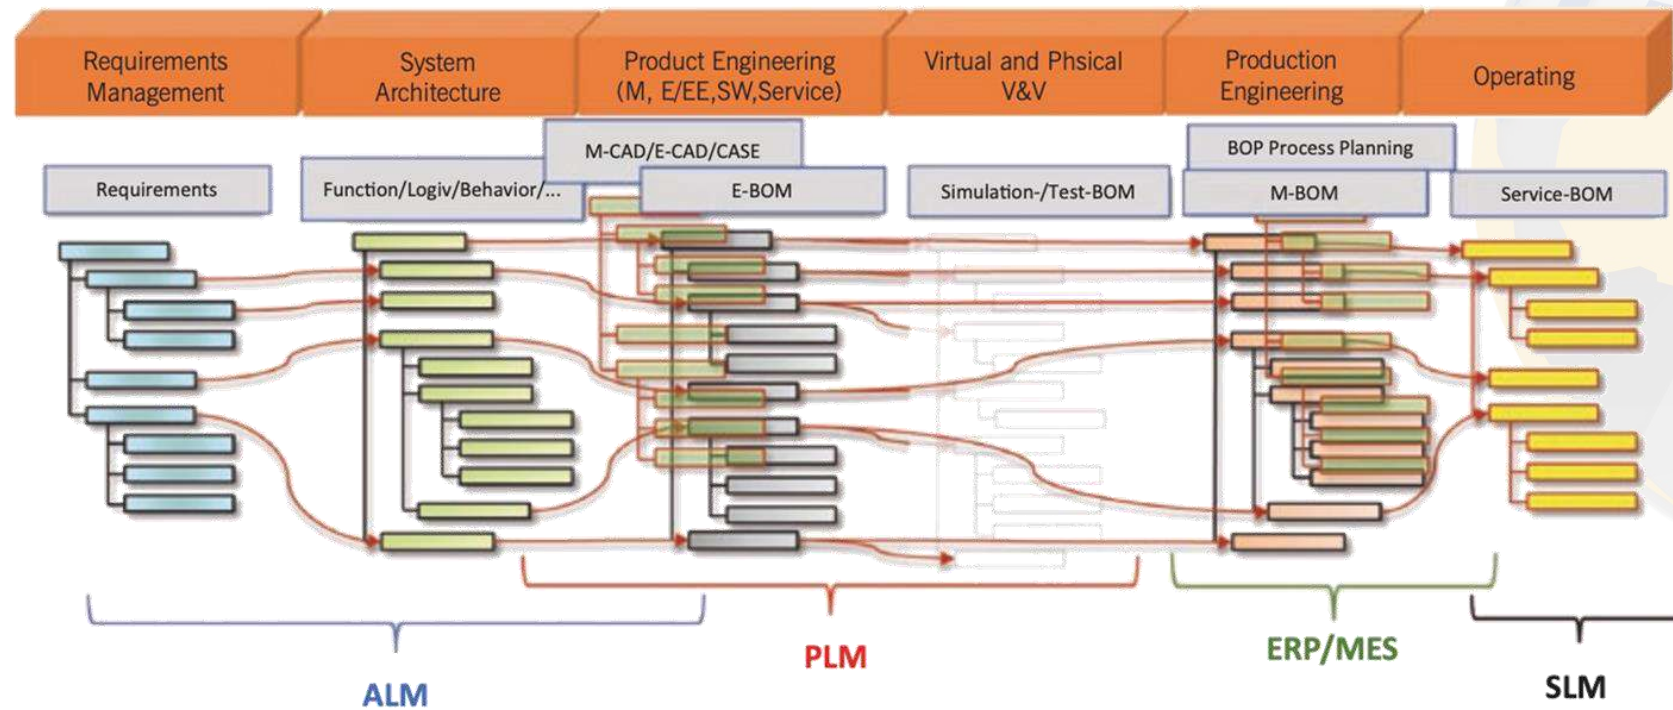 Requirements
Management
System
Architecture
Product Engineering
(M, E/EE,SW,Service)
Virtual and Phsical
V&V
Production
Engineering
Operating
M-CAD/E-CAD/CASE
BOP Process Planning
Requirements
Function/Logiv/Behavior/...
E-BOM
Simulation-/Test-BOM
M-BOM
Service-BOM
ALM
PLM
ERP/MES
SLM